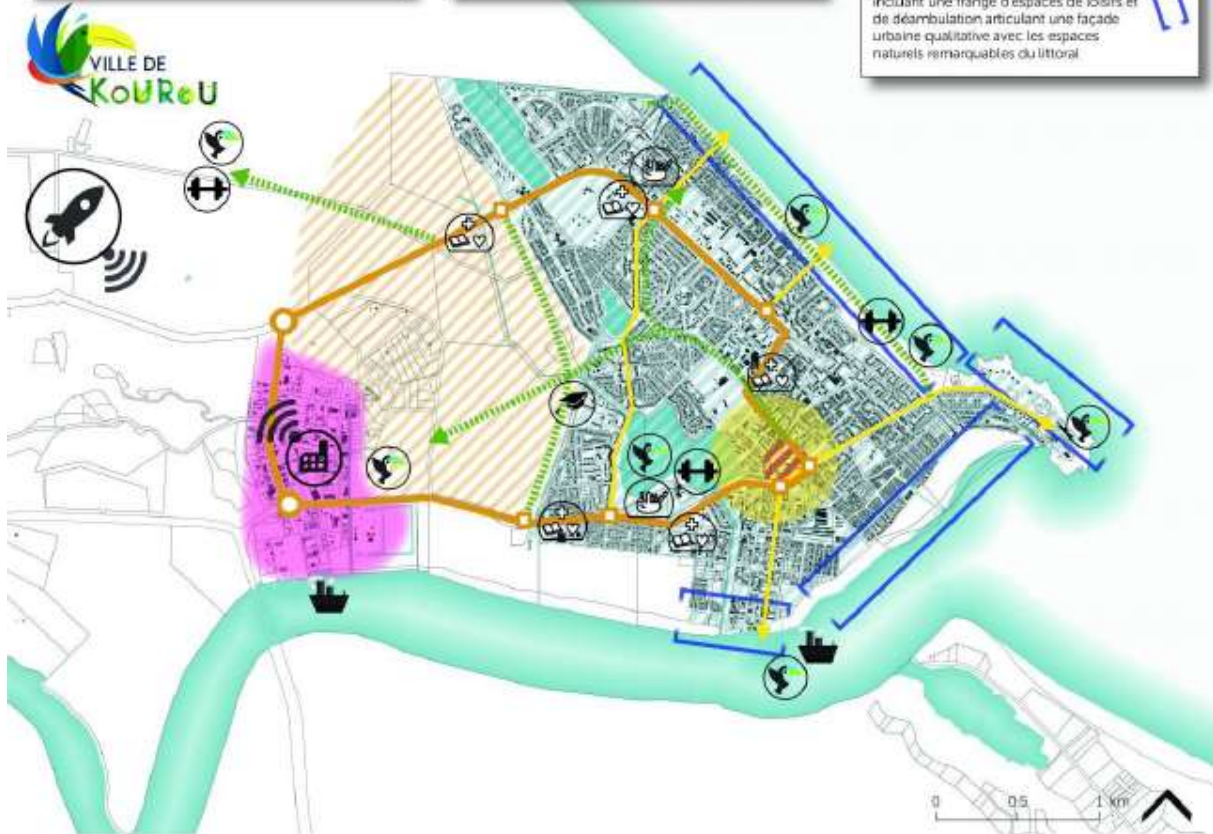 incluant une frange d'espaces de loisirs et
de déambulation articulant une façade
urbaine qualitative avec les espaces
naturels remarquables du littoral
VILLE DE
KOUROU
0 0.5 1 km